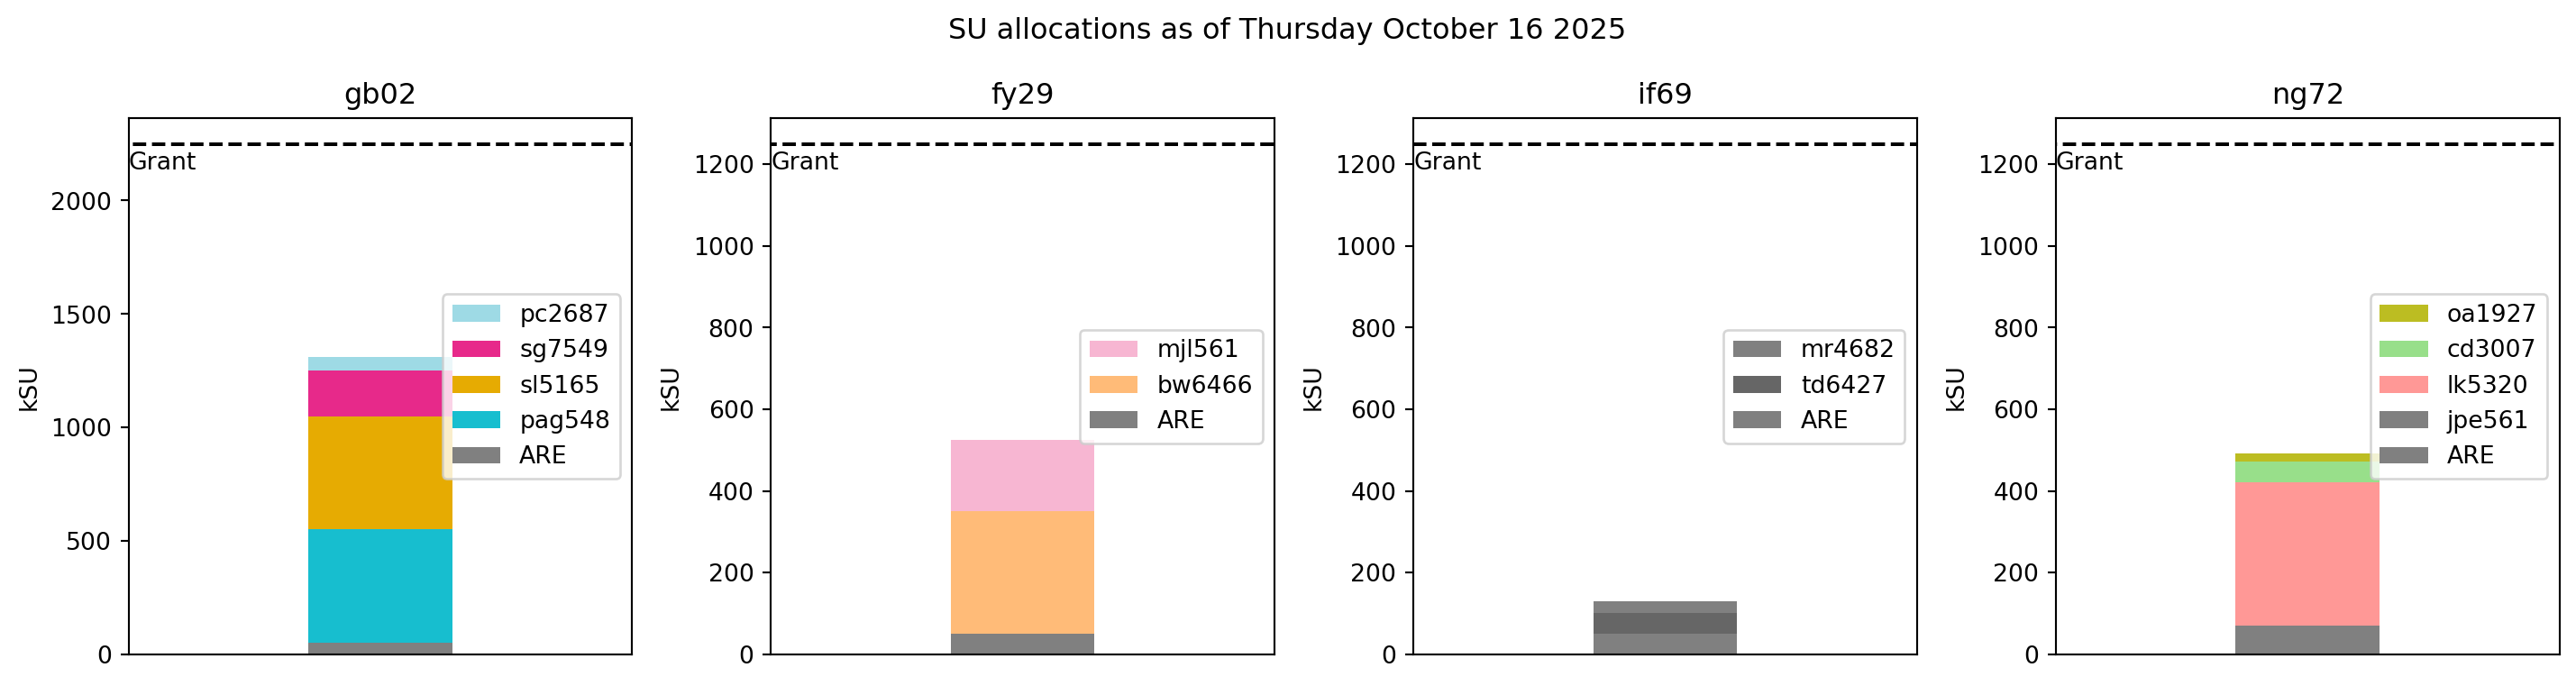 SU allocations as of Thursday October 16 2025
gb02
kSU
2000
1500
1000
500
0
Grant
pc2687
sg7549
sl5165
pag548
ARE
fy29
kSU
1200
1000
800
600
400
200
0
Grant
mjl561
bw6466
ARE
if69
kSU
1200
1000
800
600
400
200
0
Grant
mr4682
td6427
ARE
ng72
kSU
1200
1000
800
600
400
200
0
Grant
oa1927
cd3007
lk5320
jpe561
ARE